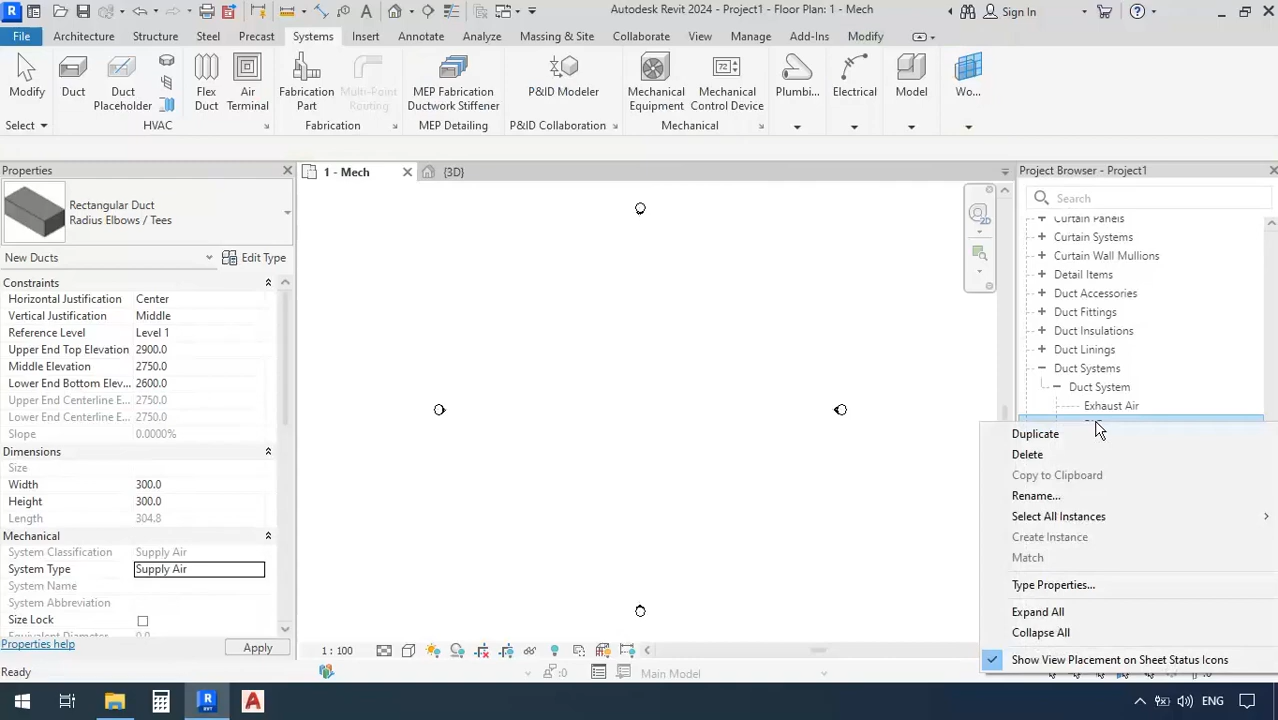 Autodesk Revit 2024 - Project1 - Floor Plan: 1 - Mech
Sign In
File Architecture Structure Steel Precast Systems Insert Annotate Analyze Massing & Site Collaborate View Manage Add-Ins Modify
Modify
Duct
Duct Placeholder
Flex Duct
Air Terminal
Fabrication Part
Multi-Point Routing
MEP Fabrication Ductwork Stiffener
P&ID Modeler
Mechanical Equipment
Mechanical Control Device
Plumbi...
Electrical
Model
Wo...
Select HVAC Fabrication MEP Detailing P&ID Collaboration Mechanical
Properties
Rectangular Duct
Radius Elbows / Tees
New Ducts Edit Type
Constraints
Horizontal Justification Center
Vertical Justification Middle
Reference Level Level 1
Upper End Top Elevation 2900.0
Middle Elevation 2750.0
Lower End Bottom Elev... 2600.0
Upper End Centerline E... 2750.0
Lower End Centerline E... 2750.0
Slope 0.0000%
Dimensions
Size
Width 300.0
Height 300.0
Length 304.8
Mechanical
System Classification Supply Air
System Type Supply Air
System Name
System Abbreviation
Size Lock
Equivalent Diameter 0.0
Properties help Apply
Ready
1 - Mech
{3D}
2D
1 : 100
:0
Main Model
Project Browser - Project1
Search
Curtain Panels
Curtain Systems
Curtain Wall Mullions
Detail Items
Duct Accessories
Duct Fittings
Duct Insulations
Duct Linings
Duct Systems
Duct System
Exhaust Air
Duplicate
Delete
Copy to Clipboard
Rename...
Select All Instances
Create Instance
Match
Type Properties...
Expand All
Collapse All
Show View Placement on Sheet Status Icons
ENG